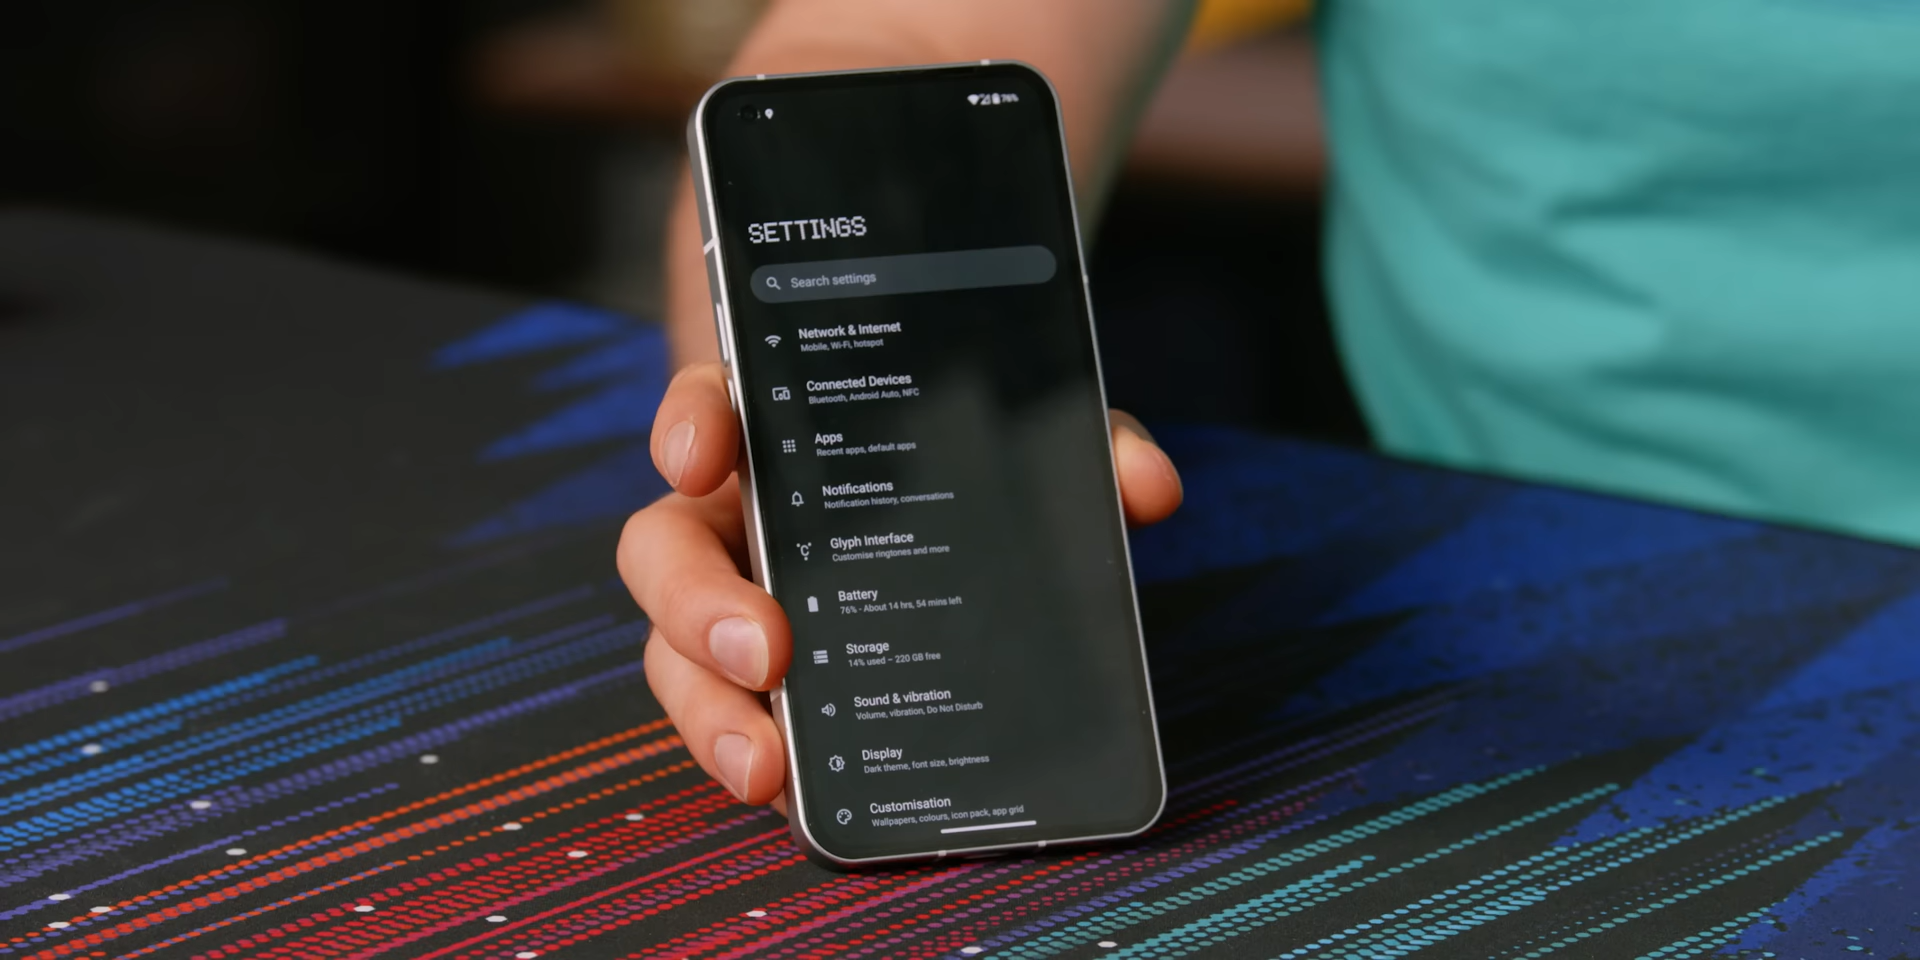 76%
SETTINGS
Search settings
Network & Internet
Mobile, Wi-Fi, hotspot
Connected Devices
Bluetooth, Android Auto, NFC
Apps
Recent apps, default apps
Notifications
Notification history, conversations
Glyph Interface
Customise ringtones and more
Battery
76% - About 14 hrs, 54 mins left
Storage
14% used – 220 GB free
Sound & vibration
Volume, vibration, Do Not Disturb
Display
Dark theme, font size, brightness
Customisation
Wallpapers, colours, icon pack, app grid